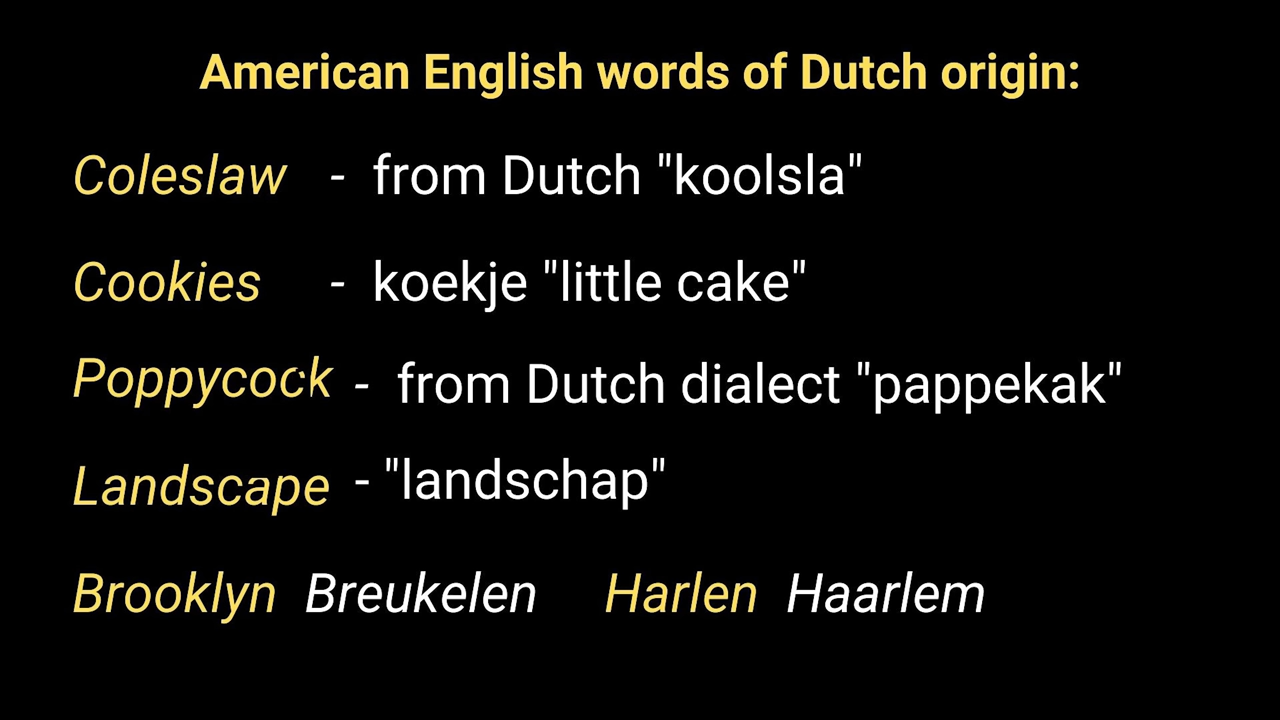 American English words of Dutch origin:
Coleslaw - from Dutch "koolsla"
Cookies - koekje "little cake"
Poppycock - from Dutch dialect "pappekak"
Landscape - "landschap"
Brooklyn Breukelen Harlen Haarlem